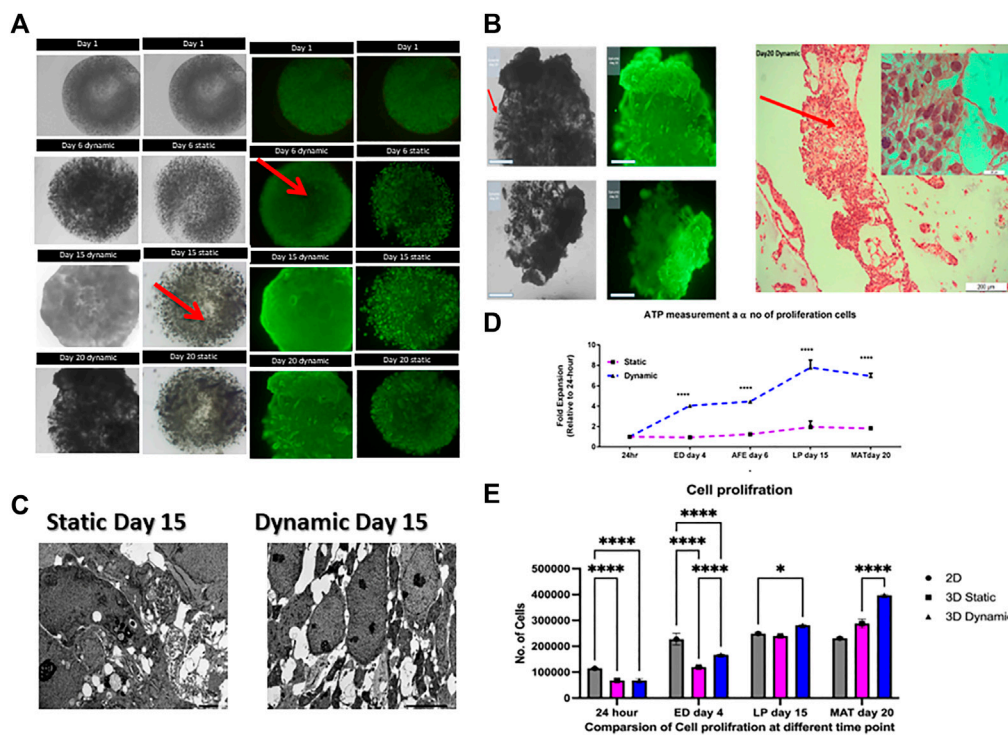 A
Day 1 Day 1 Day 1
Day 6 dynamic Day 6 static Day 6 dynamic Day 6 static
Day 15 dynamic Day 15 static Day 15 dynamic Day 15 static
Day 20 dynamic Day 20 static Day 20 dynamic Day 20 static
B
Day20 Dynamic
200 µm
C
Static Day 15 Dynamic Day 15
D
ATP measurement a α no of proliferation cells
Fold Expansion
(Relative to 24-hour)
10
8
6
4
2
0
Static
Dynamic
**** **** **** ****
24hr ED day 4 AFE day 6 LP day 15 MATday 20
E
Cell prolifration
No. of Cells
500000
400000
300000
200000
100000
0
**** **** **** **** **** * ****
2D
3D Static
3D Dynamic
24 hour ED day 4 LP day 15 MAT day 20
Comparsion of Cell prolifration at different time point